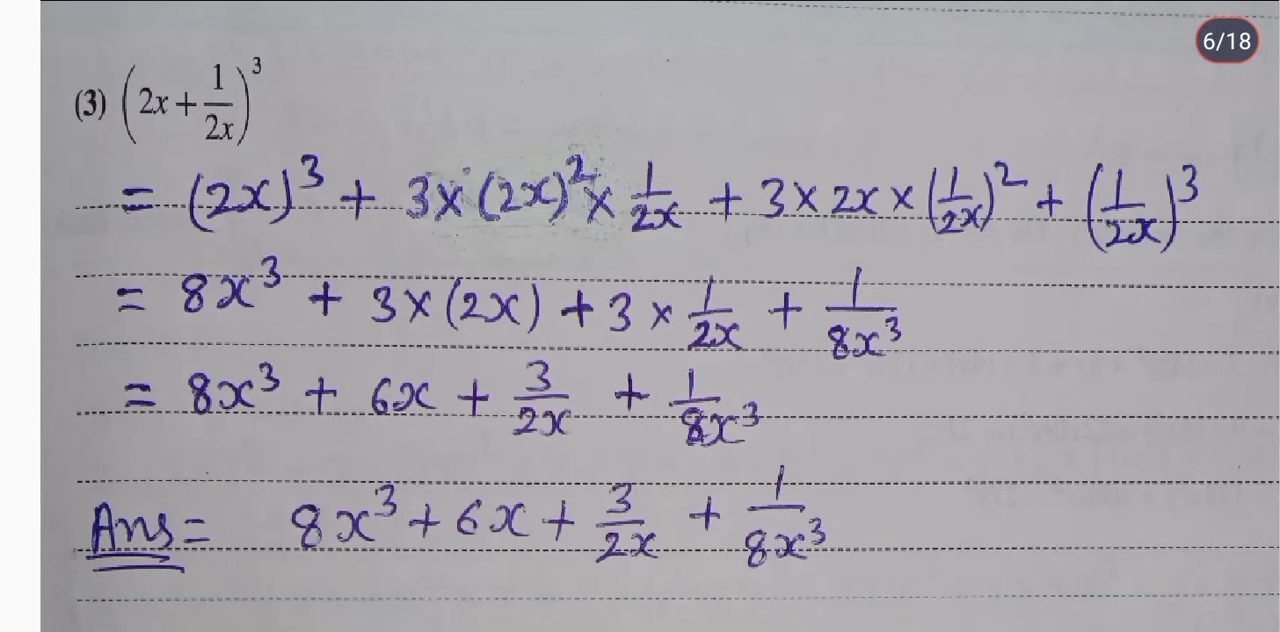 6/18
(3) (2x + 1/2x)³
= (2x)³ + 3×(2x)²× 1/2x + 3×2x×(1/2x)² + (1/2x)³
= 8x³ + 3×(2x) + 3 × 1/2x + 1/8x³
= 8x³ + 6x + 3/2x + 1/8x³
Ans = 8x³ + 6x + 3/2x + 1/8x³